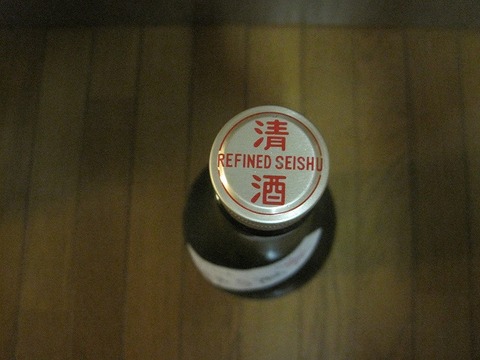 清
REFINED SEISHU
酒